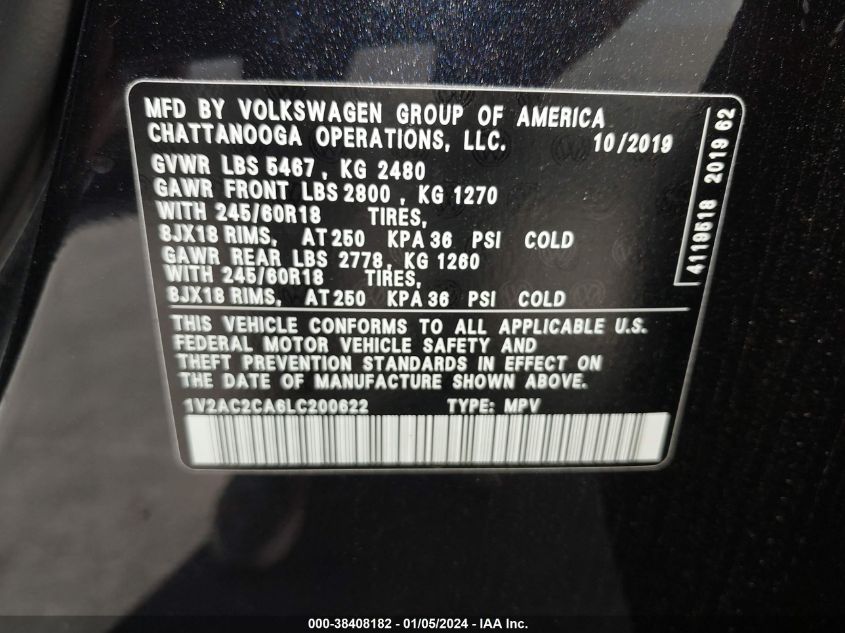 MFD BY VOLKSWAGEN GROUP OF AMERICA
CHATTANOOGA OPERATIONS, LLC. 10/2019
GVWR LBS 5467, KG 2480
GAWR FRONT LBS 2800, KG 1270
WITH 245/60R18 TIRES,
8JX18 RIMS, AT 250 KPA 36 PSI COLD
GAWR REAR LBS 2778, KG 1260
WITH 245/60R18 TIRES,
8JX18 RIMS, AT 250 KPA 36 PSI COLD
THIS VEHICLE CONFORMS TO ALL APPLICABLE U.S.
FEDERAL MOTOR VEHICLE SAFETY AND
THEFT PREVENTION STANDARDS IN EFFECT ON
THE DATE OF MANUFACTURE SHOWN ABOVE.
1V2AC2CA6LC200622 TYPE: MPV
4119518 2019 62
000-38408182 - 01/05/2024 - IAA Inc.